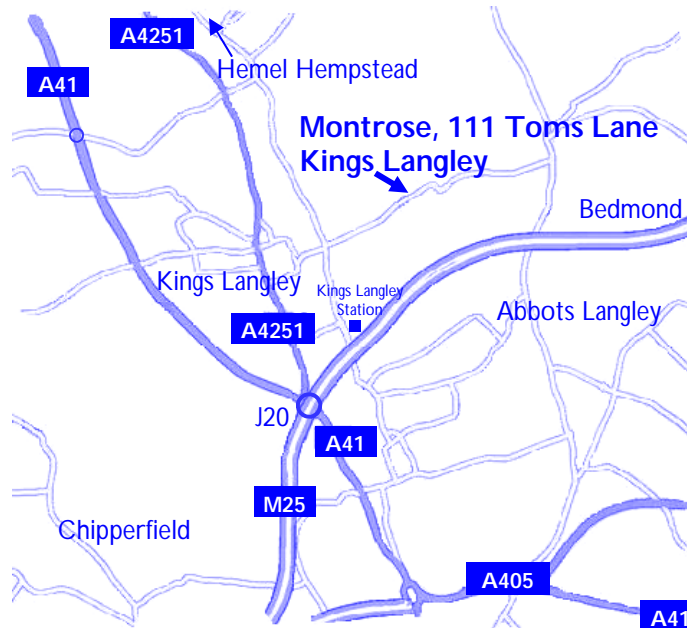 A4251
Hemel Hempstead
A41
Montrose, 111 Toms Lane
Kings Langley
Bedmond
Kings Langley
Kings Langley
Station
Abbots Langley
A4251
J20
A41
M25
Chipperfield
A405
A41